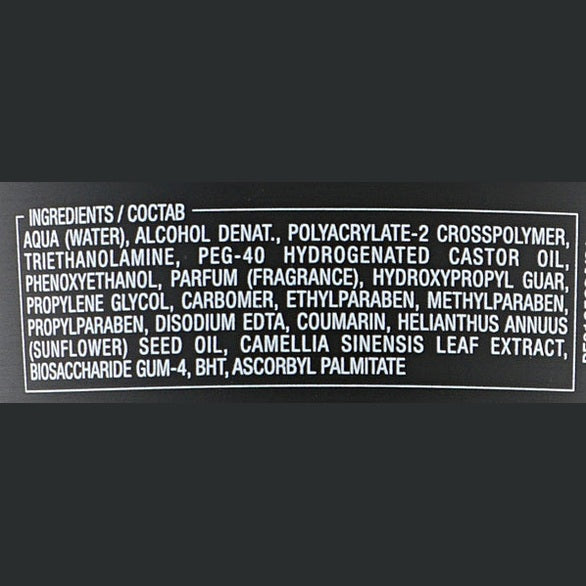 INGREDIENTS / СОСТАВ
AQUA (WATER), ALCOHOL DENAT., POLYACRYLATE-2 CROSSPOLYMER,
TRIETHANOLAMINE, PEG-40 HYDROGENATED CASTOR OIL,
PHENOXYETHANOL, PARFUM (FRAGRANCE), HYDROXYPROPYL GUAR,
PROPYLENE GLYCOL, CARBOMER, ETHYLPARABEN, METHYLPARABEN,
PROPYLPARABEN, DISODIUM EDTA, COUMARIN, HELIANTHUS ANNUUS
(SUNFLOWER) SEED OIL, CAMELLIA SINENSIS LEAF EXTRACT,
BIOSACCHARIDE GUM-4, BHT, ASCORBYL PALMITATE